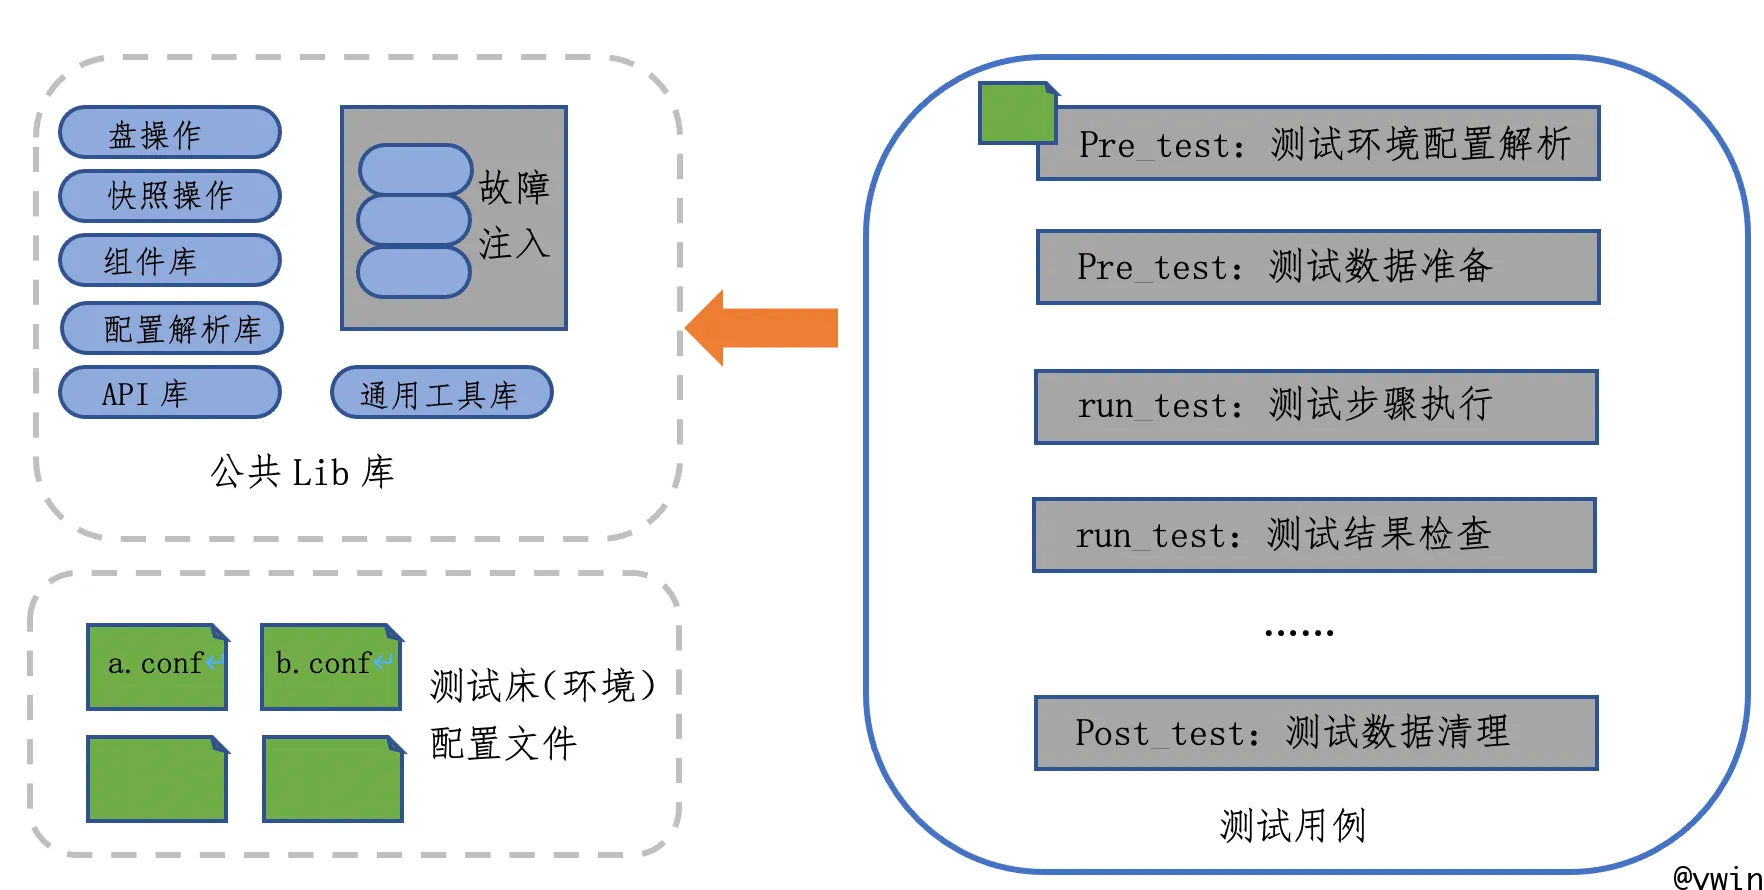 盘操作
快照操作
组件库
配置解析库
API 库
故障
注入
通用工具库
公共 Lib 库
a.conf↵
b.conf↵
测试床(环境)
配置文件
Pre_test: 测试环境配置解析
Pre_test: 测试数据准备
run_test: 测试步骤执行
run_test: 测试结果检查
......
Post_test: 测试数据清理
测试用例
@vwin